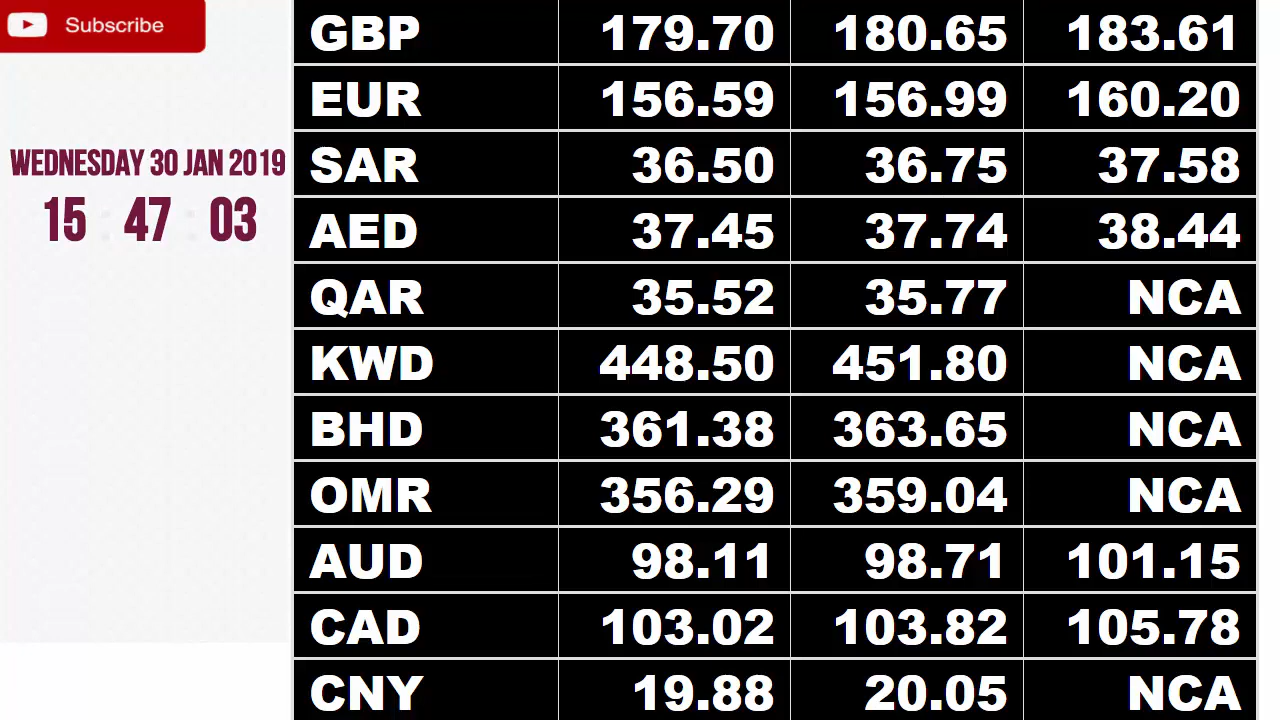 Subscribe
WEDNESDAY 30 JAN 2019
15 : 47 : 03
GBP 179.70 180.65 183.61
EUR 156.59 156.99 160.20
SAR 36.50 36.75 37.58
AED 37.45 37.74 38.44
QAR 35.52 35.77 NCA
KWD 448.50 451.80 NCA
BHD 361.38 363.65 NCA
OMR 356.29 359.04 NCA
AUD 98.11 98.71 101.15
CAD 103.02 103.82 105.78
CNY 19.88 20.05 NCA